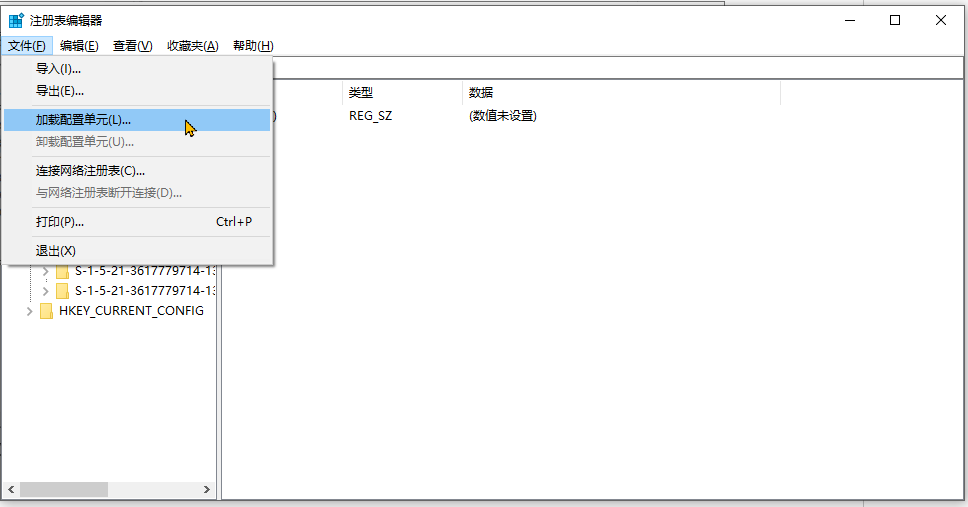 注册表编辑器
文件(F) 编辑(E) 查看(V) 收藏夹(A) 帮助(H)
导入(I)...
导出(E)...
类型 数据
加载配置单元(L)...
) REG_SZ (数值未设置)
卸载配置单元(U)...
连接网络注册表(C)...
与网络注册表断开连接(D)...
打印(P)... Ctrl+P
退出(X)
S-1-5-21-3617779714-13
S-1-5-21-3617779714-13
HKEY_CURRENT_CONFIG